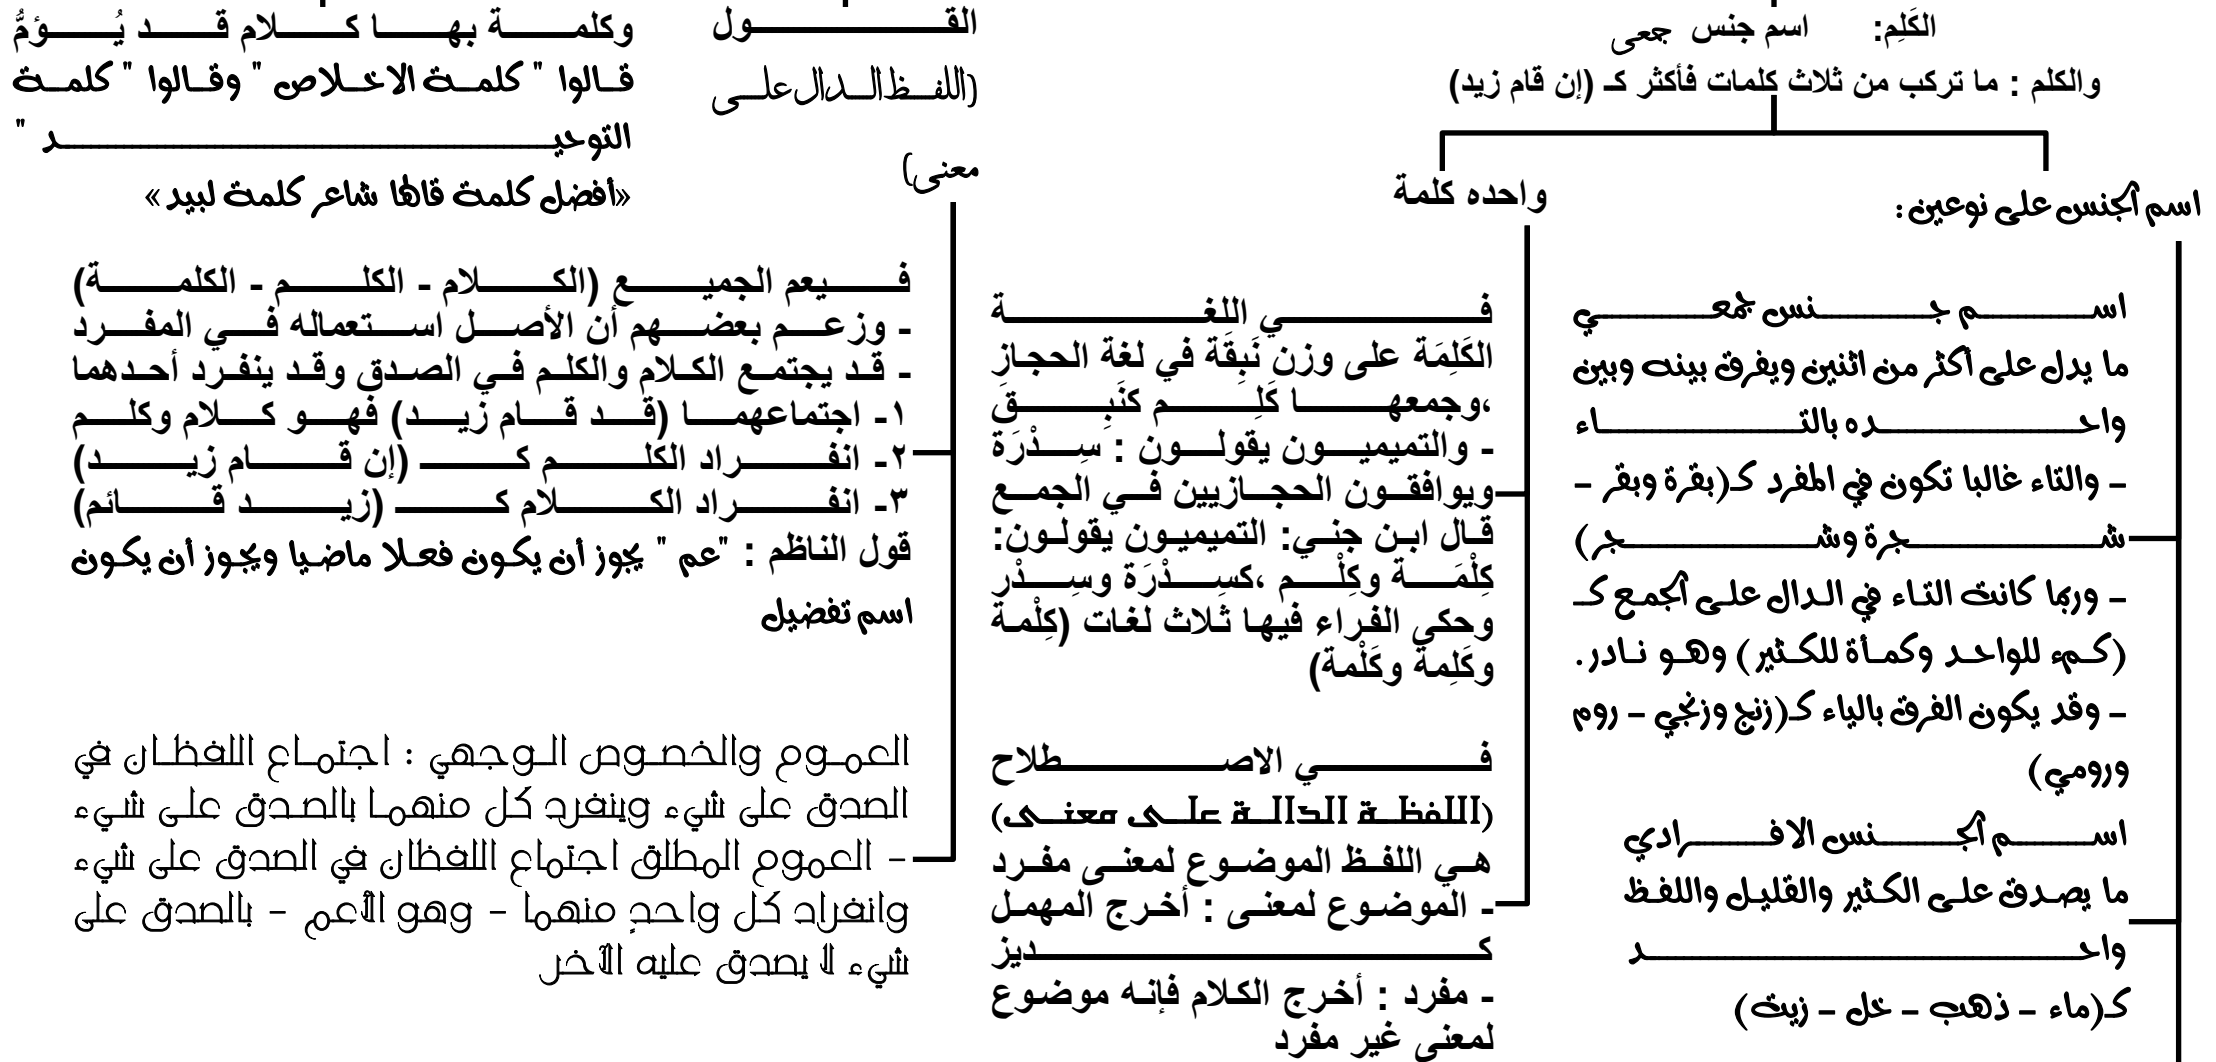 الكَلِم: اسم جنس جمعى
والكلم : ما تركب من ثلاث كلمات فأكثر كـ (إن قام زيد)
اسم الجنس على نوعين:
اسم جنس جمعي
ما يدل على أكثر من اثنين ويفرق بينه وبين
واحده بالتاء
- والتاء غالبا تكون في المفرد كـ(بقرة وبقر -
شجرة وشجر)
- وربما كانت التاء في الدال على الجمع كـ
(كمء للواحد وكمأة للكثير) وهو نادر.
- وقد يكون الفرق بالياء كـ(زنج وزنجي - روم
ورومي)
اسم الجنس الافرادي
ما يصدق على الكثير والقليل واللفظ
واحد
كـ(ماء - ذهب - خل - زيت)
واحده كلمة
في اللغة
الكَلِمَة على وزن نَبِقَة في لغة الحجاز
،وجمعها كَلِم كنَبِق
- والتميميون يقولون : سِدْرَة
ويوافقون الحجازيين في الجمع
قال ابن جني: التميميون يقولون:
كِلْمَة وكِلْم ،كسِدْرَة وسِدْر
وحكي الفراء فيها ثلاث لغات (كِلْمة
وكَلِمة وكَلْمة)
في الاصطلاح
(اللفظة الدالة على معنى)
هي اللفظ الموضوع لمعنى مفرد
- الموضوع لمعنى : أخرج المهمل
كديز
- مفرد : أخرج الكلام فإنه موضوع
لمعنى غير مفرد
القول
(اللفظ الدال على
معنى)
فيعم الجميع (الكلام - الكلم - الكلمة)
- وزعم بعضهم أن الأصل استعماله في المفرد
- قد يجتمع الكلام والكلم في الصدق وقد ينفرد أحدهما
١- اجتماعهما (قد قام زيد) فهو كلام وكلم
٢- انفراد الكلم كـ (إن قام زيد)
٣- انفراد الكلام كـ (زيد قائم)
قول الناظم : "عم " يجوز أن يكون فعلا ماضيا ويجوز أن يكون
اسم تفضيل
العموم والخصوص الوجهي : اجتماع اللفظان في
الصدق على شيء وينفرد كل منهما بالصدق على شيء
- العموم المطلق اجتماع اللفظان في الصدق على شيء
وانفراد كل واحدٍ منهما - وهو الأعم - بالصدق على
شيء لا يصدق عليه الآخر
وكلمة بها كلام قد يُؤمُّ
قالوا " كلمة الاخلاص " وقالوا " كلمة
التوحيد "
«أفضل كلمة قالها شاعر كلمة لبيد»